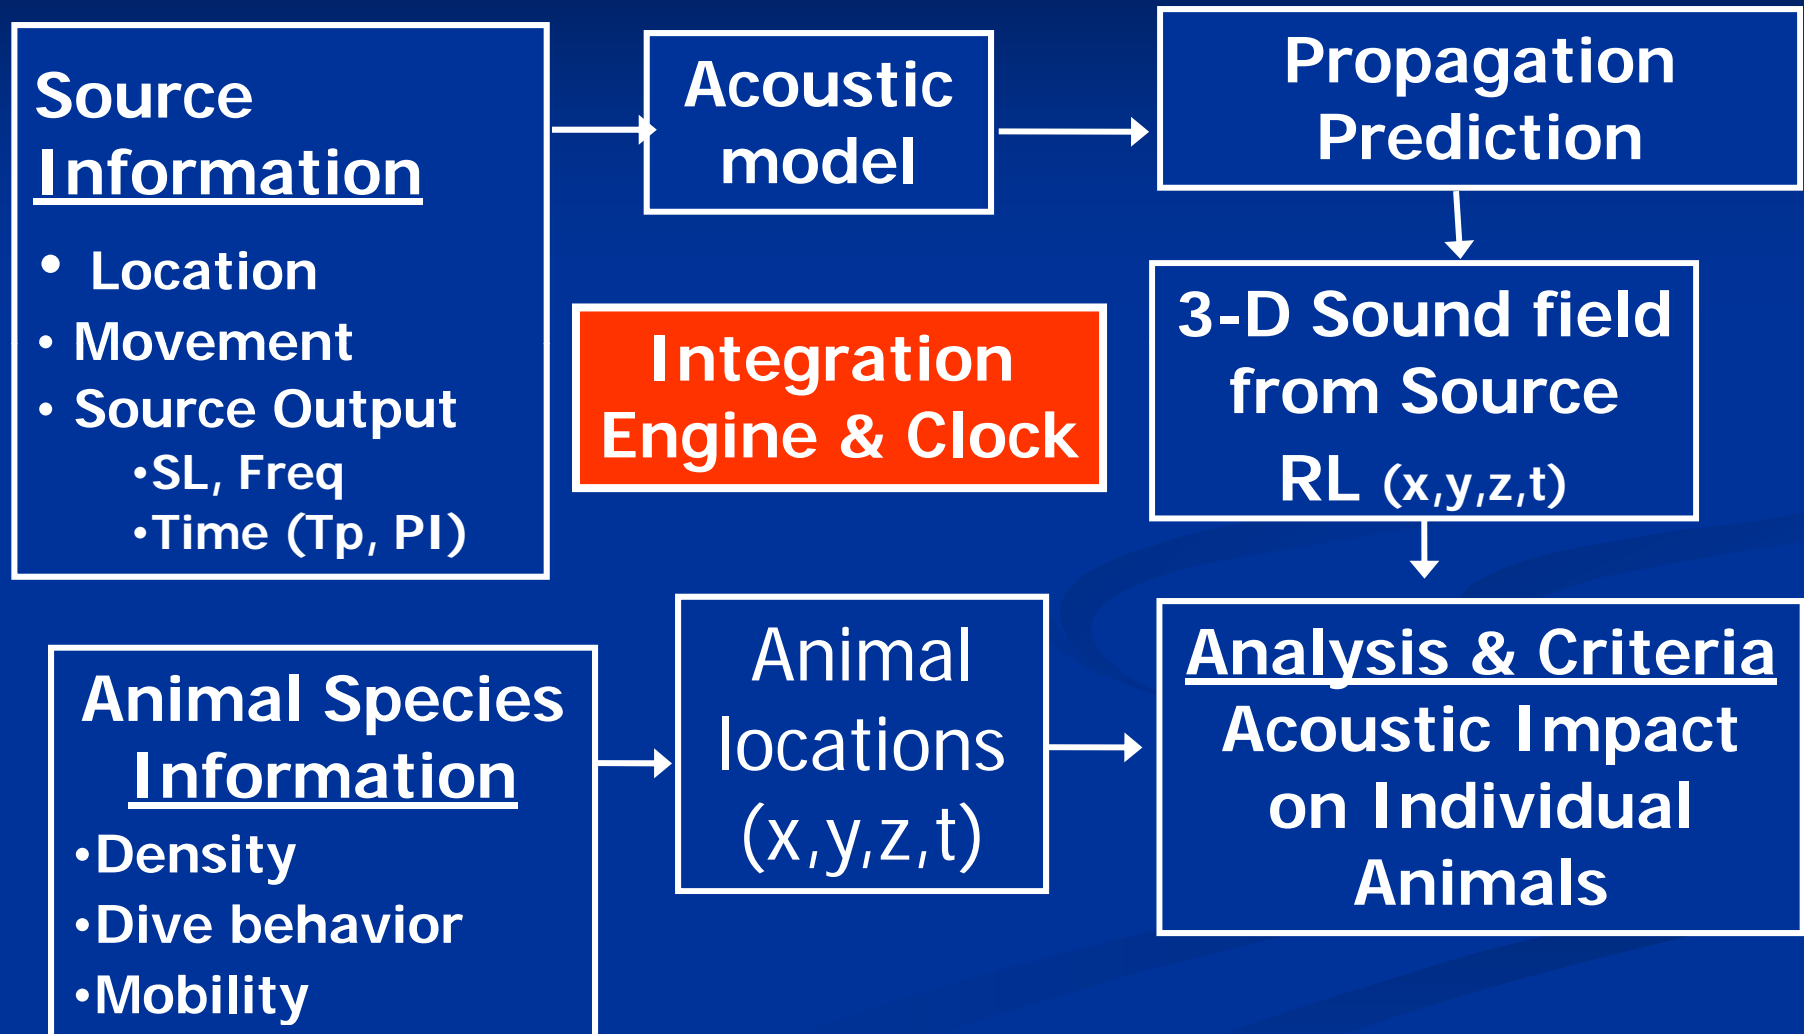 Source
Information
• Location
• Movement
• Source Output
•SL, Freq
•Time (Tp, PI)
Acoustic
model
Propagation
Prediction
Integration
Engine & Clock
3-D Sound field
from Source
RL (x,y,z,t)
Animal Species
Information
•Density
•Dive behavior
•Mobility
Animal
locations
(x,y,z,t)
Analysis & Criteria
Acoustic Impact
on Individual
Animals